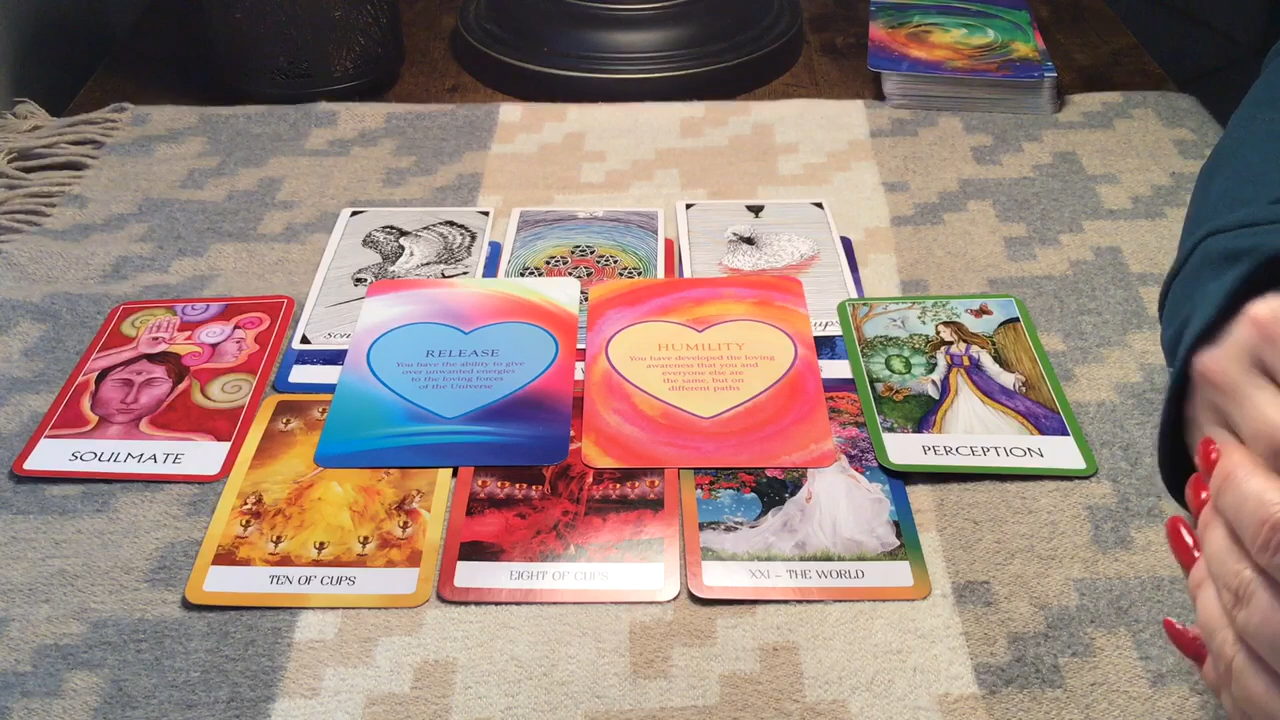 RELEASE
You have the ability to give
over unwanted energies
to the loving forces
of the Universe
HUMILITY
You have developed the loving
awareness that you and
everyone else are
the same, but on
different paths
SOULMATE
PERCEPTION
TEN OF CUPS
EIGHT OF CUPS
XXI – THE WORLD